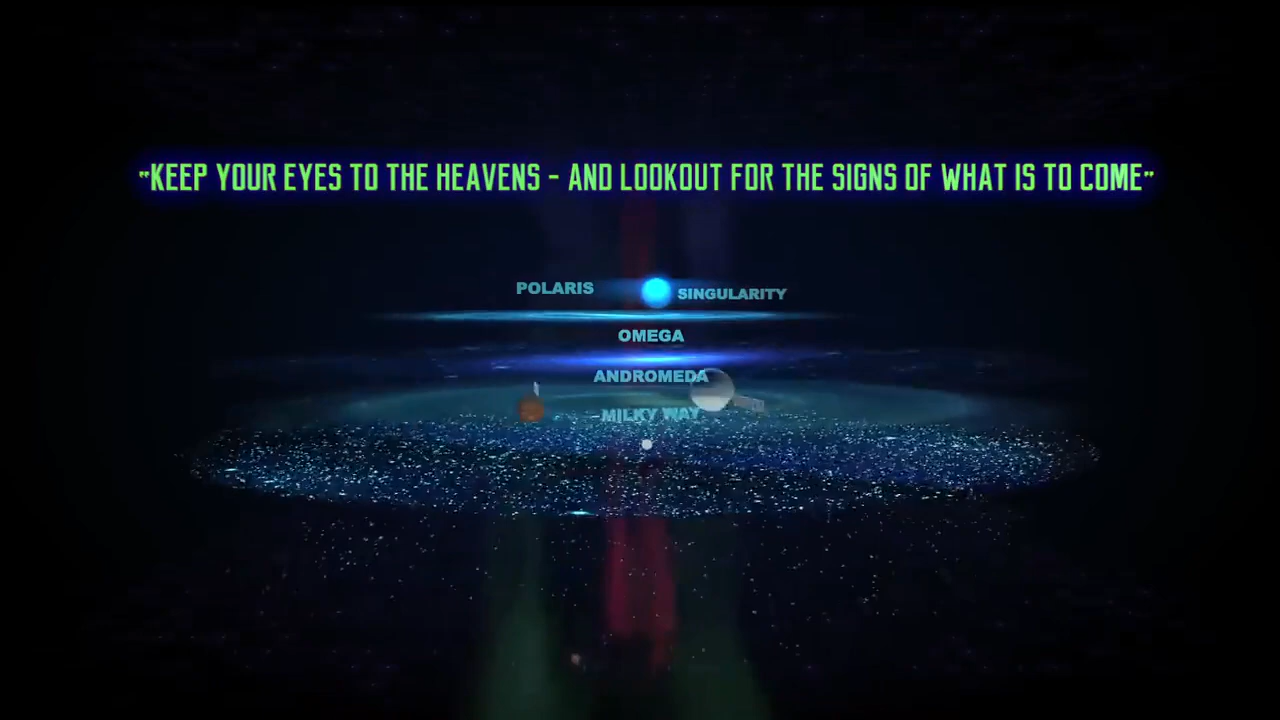 "KEEP YOUR EYES TO THE HEAVENS - AND LOOKOUT FOR THE SIGNS OF WHAT IS TO COME"
POLARIS
SINGULARITY
OMEGA
ANDROMEDA
MILKY WAY